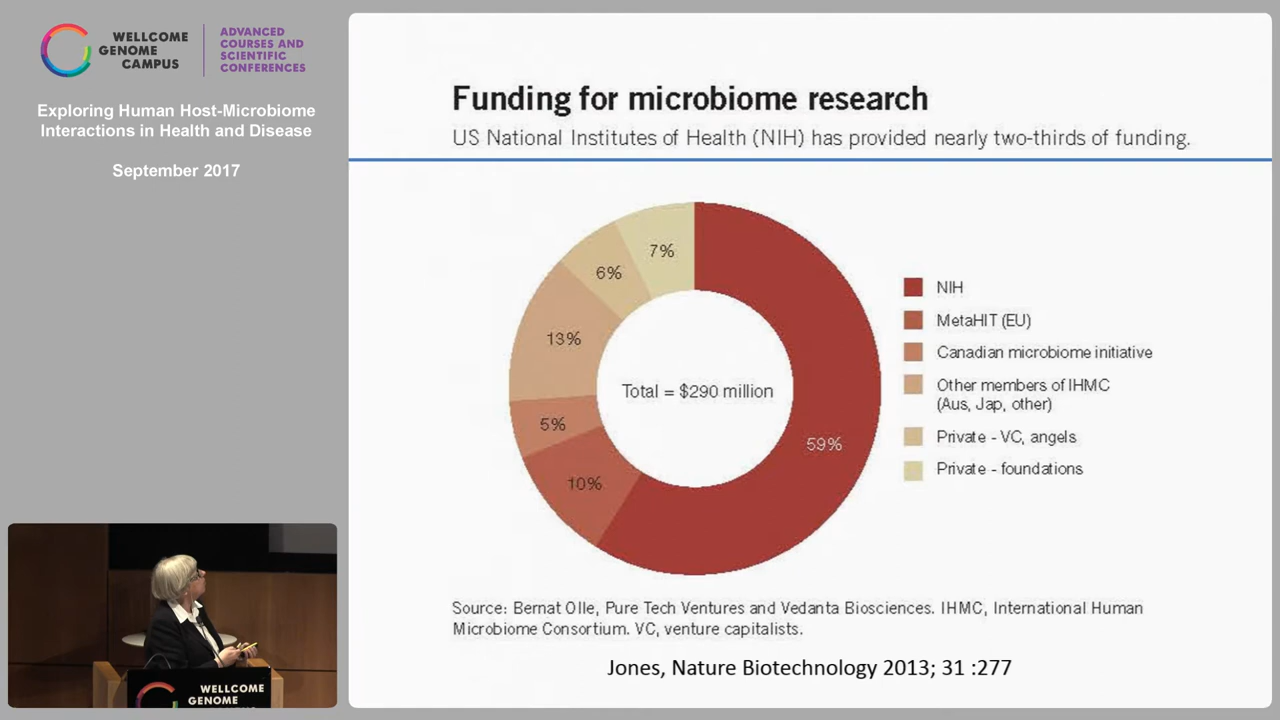 WELLCOME
GENOME
CAMPUS
ADVANCED
COURSES AND
SCIENTIFIC
CONFERENCES
Exploring Human Host-Microbiome
Interactions in Health and Disease
September 2017
Funding for microbiome research
US National Institutes of Health (NIH) has provided nearly two-thirds of funding.
7%
6%
13%
5%
10%
59%
Total = $290 million
NIH
MetaHIT (EU)
Canadian microbiome initiative
Other members of IHMC
(Aus, Jap, other)
Private - VC, angels
Private - foundations
Source: Bernat Olle, Pure Tech Ventures and Vedanta Biosciences. IHMC, International Human
Microbiome Consortium. VC, venture capitalists.
Jones, Nature Biotechnology 2013; 31 :277
WELLCOME
GENOME